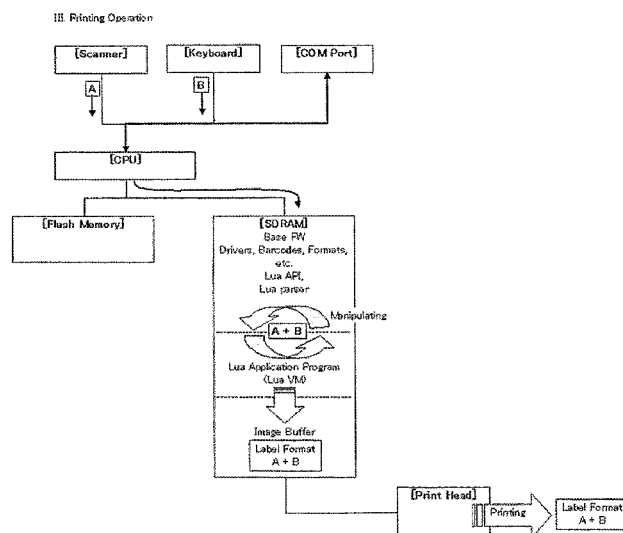 III. Printing Operation
[Scanner]
[Keyboard]
[COM Port]
A
B
[CPU]
[Flush Memory]
[SDRAM]
Base FW
Drivers, Barcodes, Formats,
etc.
Lua API,
Lua parser
Manipulating
A + B
Lua Application Program
(Lua VM)
Image Buffer
Label Format
A + B
[Print Head]
Printing
Label Format
A + B